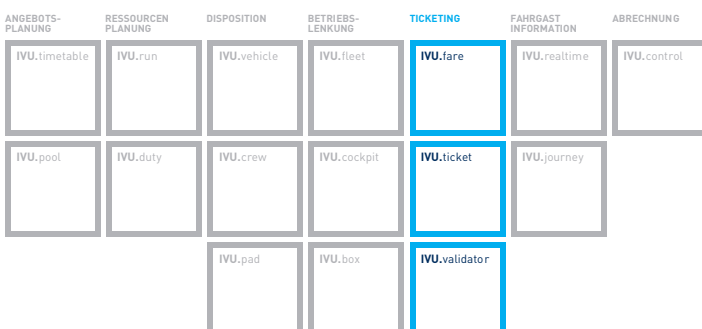 ANGEBOTS-
PLANUNG
RESSOURCEN
PLANUNG
DISPOSITION
BETRIEBS-
LENKUNG
TICKETING
FAHRGAST
INFORMATION
ABRECHNUNG
IVU.timetable
IVU.run
IVU.vehicle
IVU.fleet
IVU.fare
IVU.realtime
IVU.control
IVU.pool
IVU.duty
IVU.crew
IVU.cockpit
IVU.ticket
IVU.journey
IVU.pad
IVU.box
IVU.validator